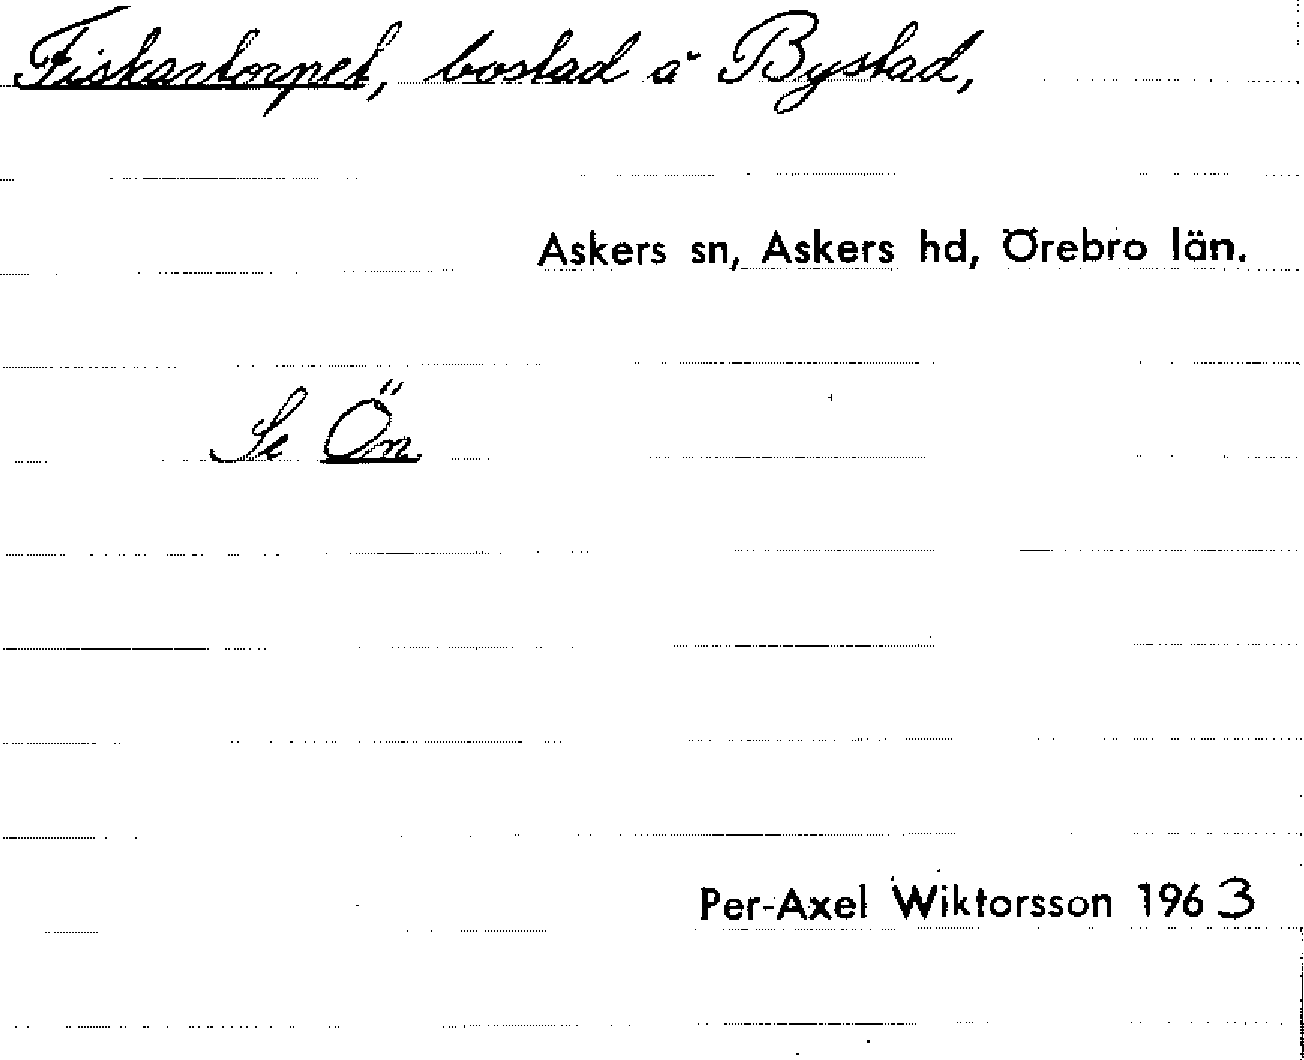 Fiskartorpet, bostad å Bystad,
Askers sn, Askers hd, Örebro län.
Se Ön
Per-Axel Wiktorsson 1963